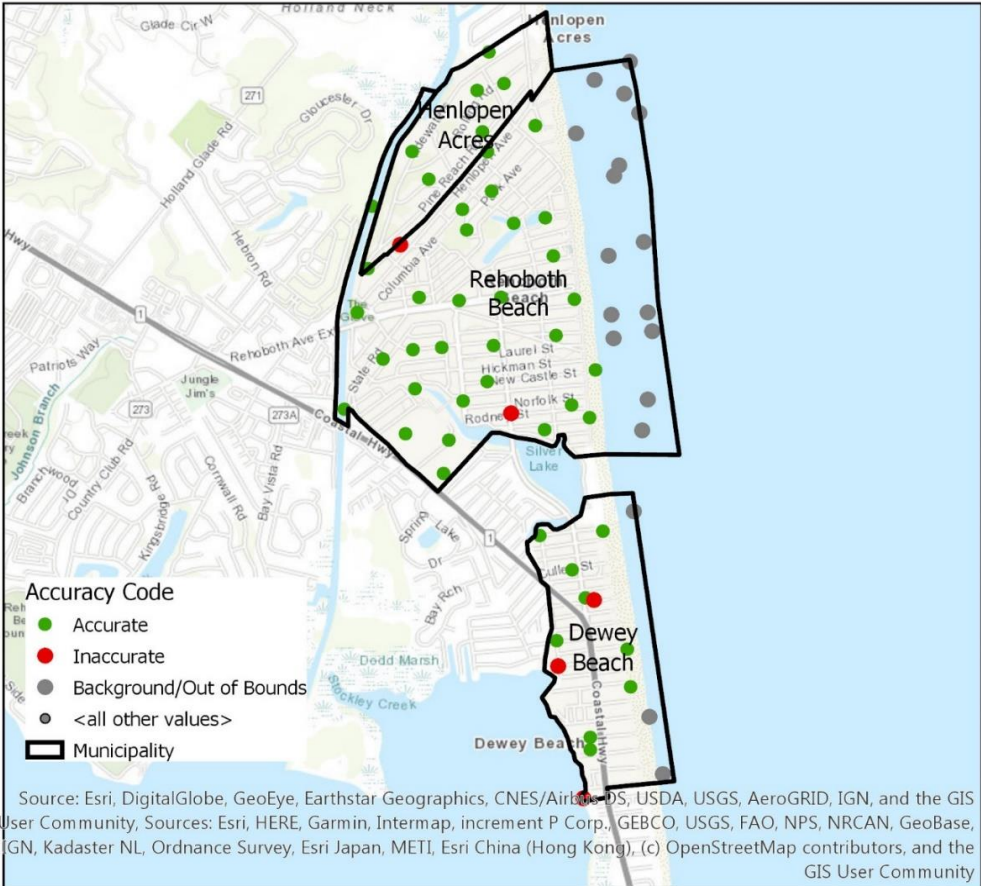 Holland Neck
Glade Cir W
Henlopen
Acres
271
Gloucester Dr
Holland Glade Rd
Henlopen
Acres
Pine Reach Rd
Henlopen Ave
Park Ave
Hwy
Hebron Rd
Columbia Ave
Rehoboth
Beach
The
Grove
1
Rehoboth Ave Ext
Patriots Way
State Rd
Laurel St
Hickman St
New Castle St
Jungle
Jim's
Norfolk St
Rodney St
273
273A
Coastal Hwy
Johnson Branch
Country Club Rd
Silver
Lake
Cornwall Rd
Bay Vista Rd
Kingsbridge Rd
Spring
Lake
Dr
1
Bay Rch
Accuracy Code
Accurate
Inaccurate
Background/Out of Bounds
<all other values>
Municipality
Dewey
Beach
Dodd Marsh
Stockley Creek
Coastal Hwy
Dewey Beach
Side
Source: Esri, DigitalGlobe, GeoEye, Earthstar Geographics, CNES/Airbus DS, USDA, USGS, AeroGRID, IGN, and the GIS
User Community, Sources: Esri, HERE, Garmin, Intermap, increment P Corp., GEBCO, USGS, FAO, NPS, NRCAN, GeoBase,
IGN, Kadaster NL, Ordnance Survey, Esri Japan, METI, Esri China (Hong Kong), (c) OpenStreetMap contributors, and the
GIS User Community